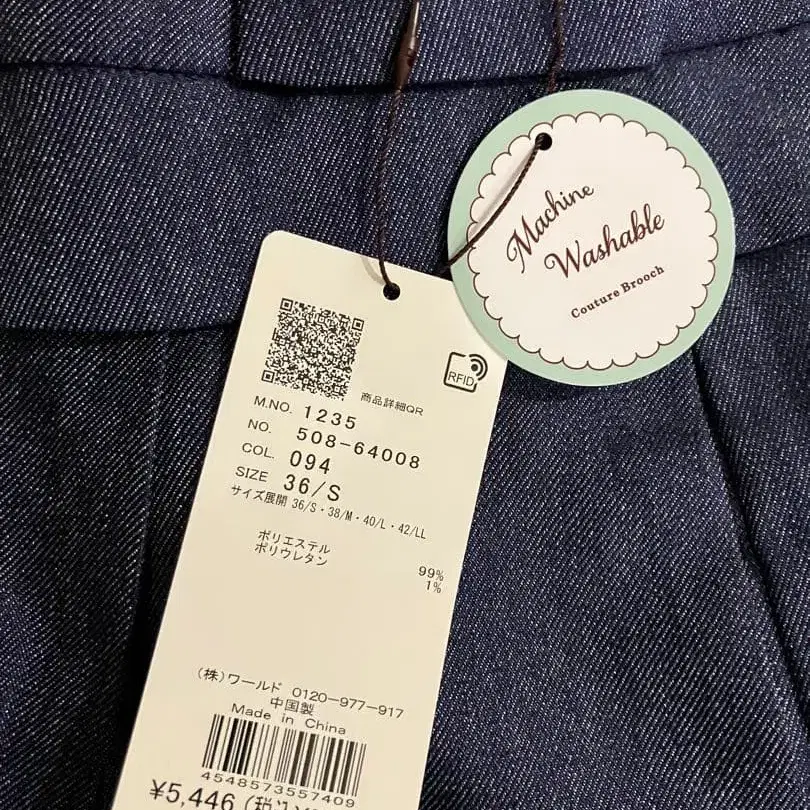 Machine
Washable
Couture Brooch
RFID
商品詳細QR
M.NO. 1235
NO. 508-64008
COL. 094
SIZE 36/S
サイズ展開 36/S・38/M・40/L・42/LL
ポリエステル 99%
ポリウレタン 1%
(株)ワールド 0120-977-917
中国製
Made in China
4548573557409
¥5,446(税込